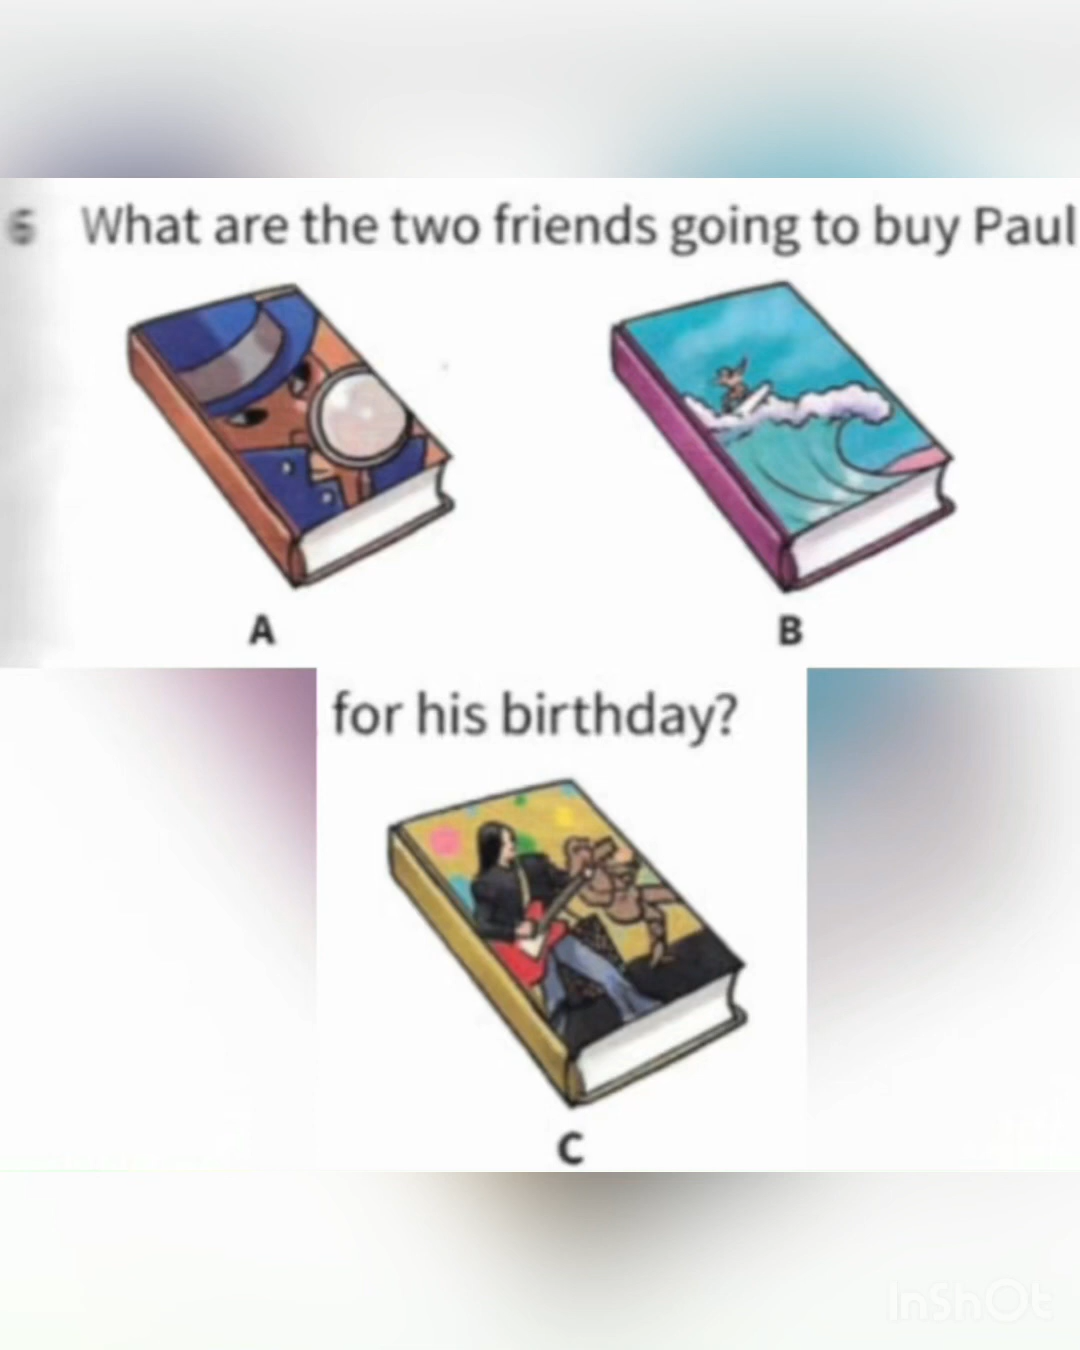 6 What are the two friends going to buy Paul
A
B
for his birthday?
C
InShOt